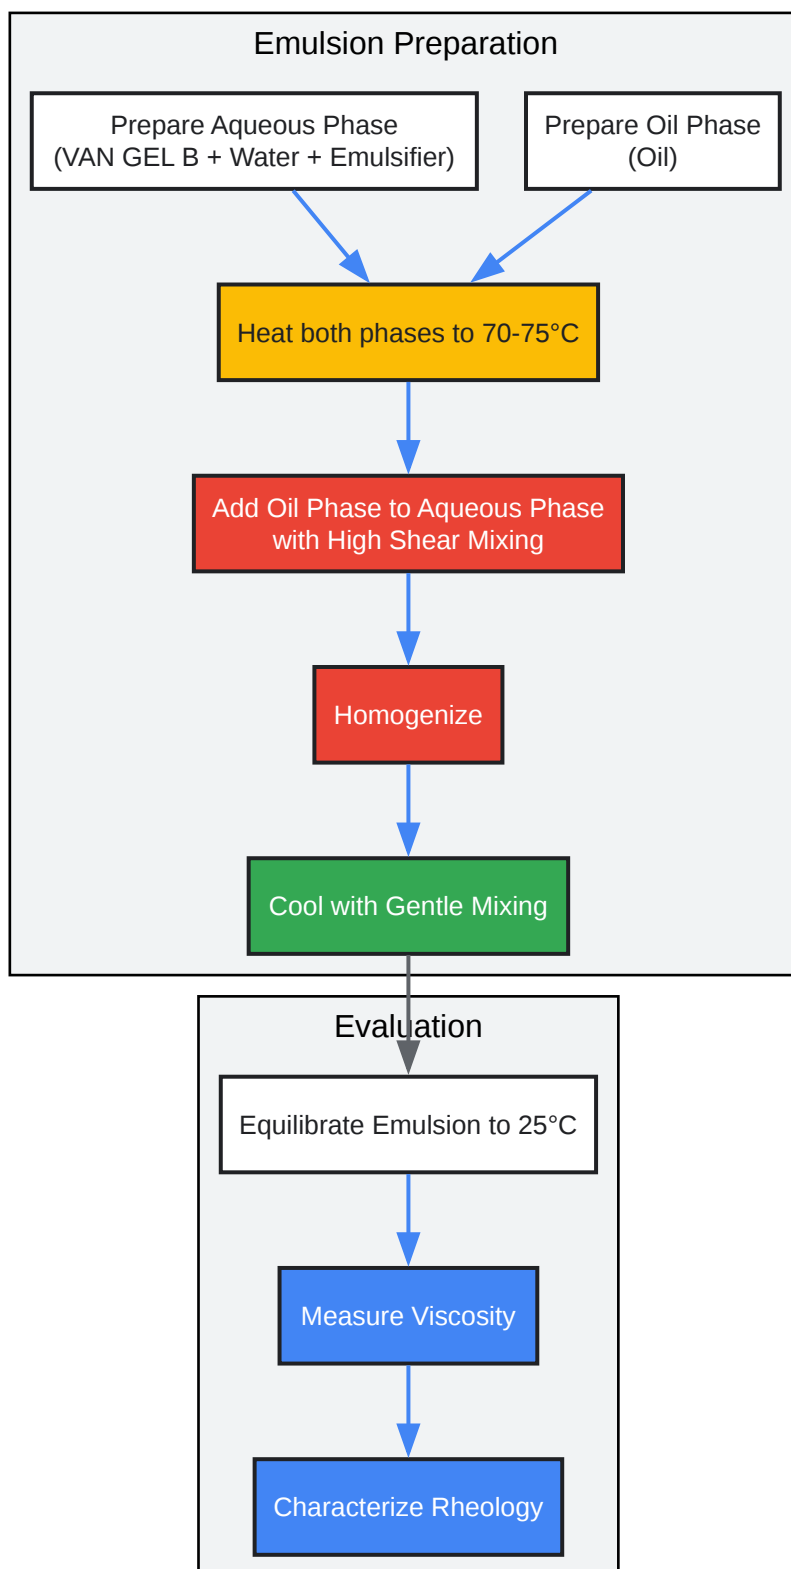 Emulsion Preparation
Prepare Aqueous Phase
(VAN GEL B + Water + Emulsifier)
Prepare Oil Phase
(Oil)
Heat both phases to 70-75°C
Add Oil Phase to Aqueous Phase
with High Shear Mixing
Homogenize
Cool with Gentle Mixing
Evaluation
Equilibrate Emulsion to 25°C
Measure Viscosity
Characterize Rheology